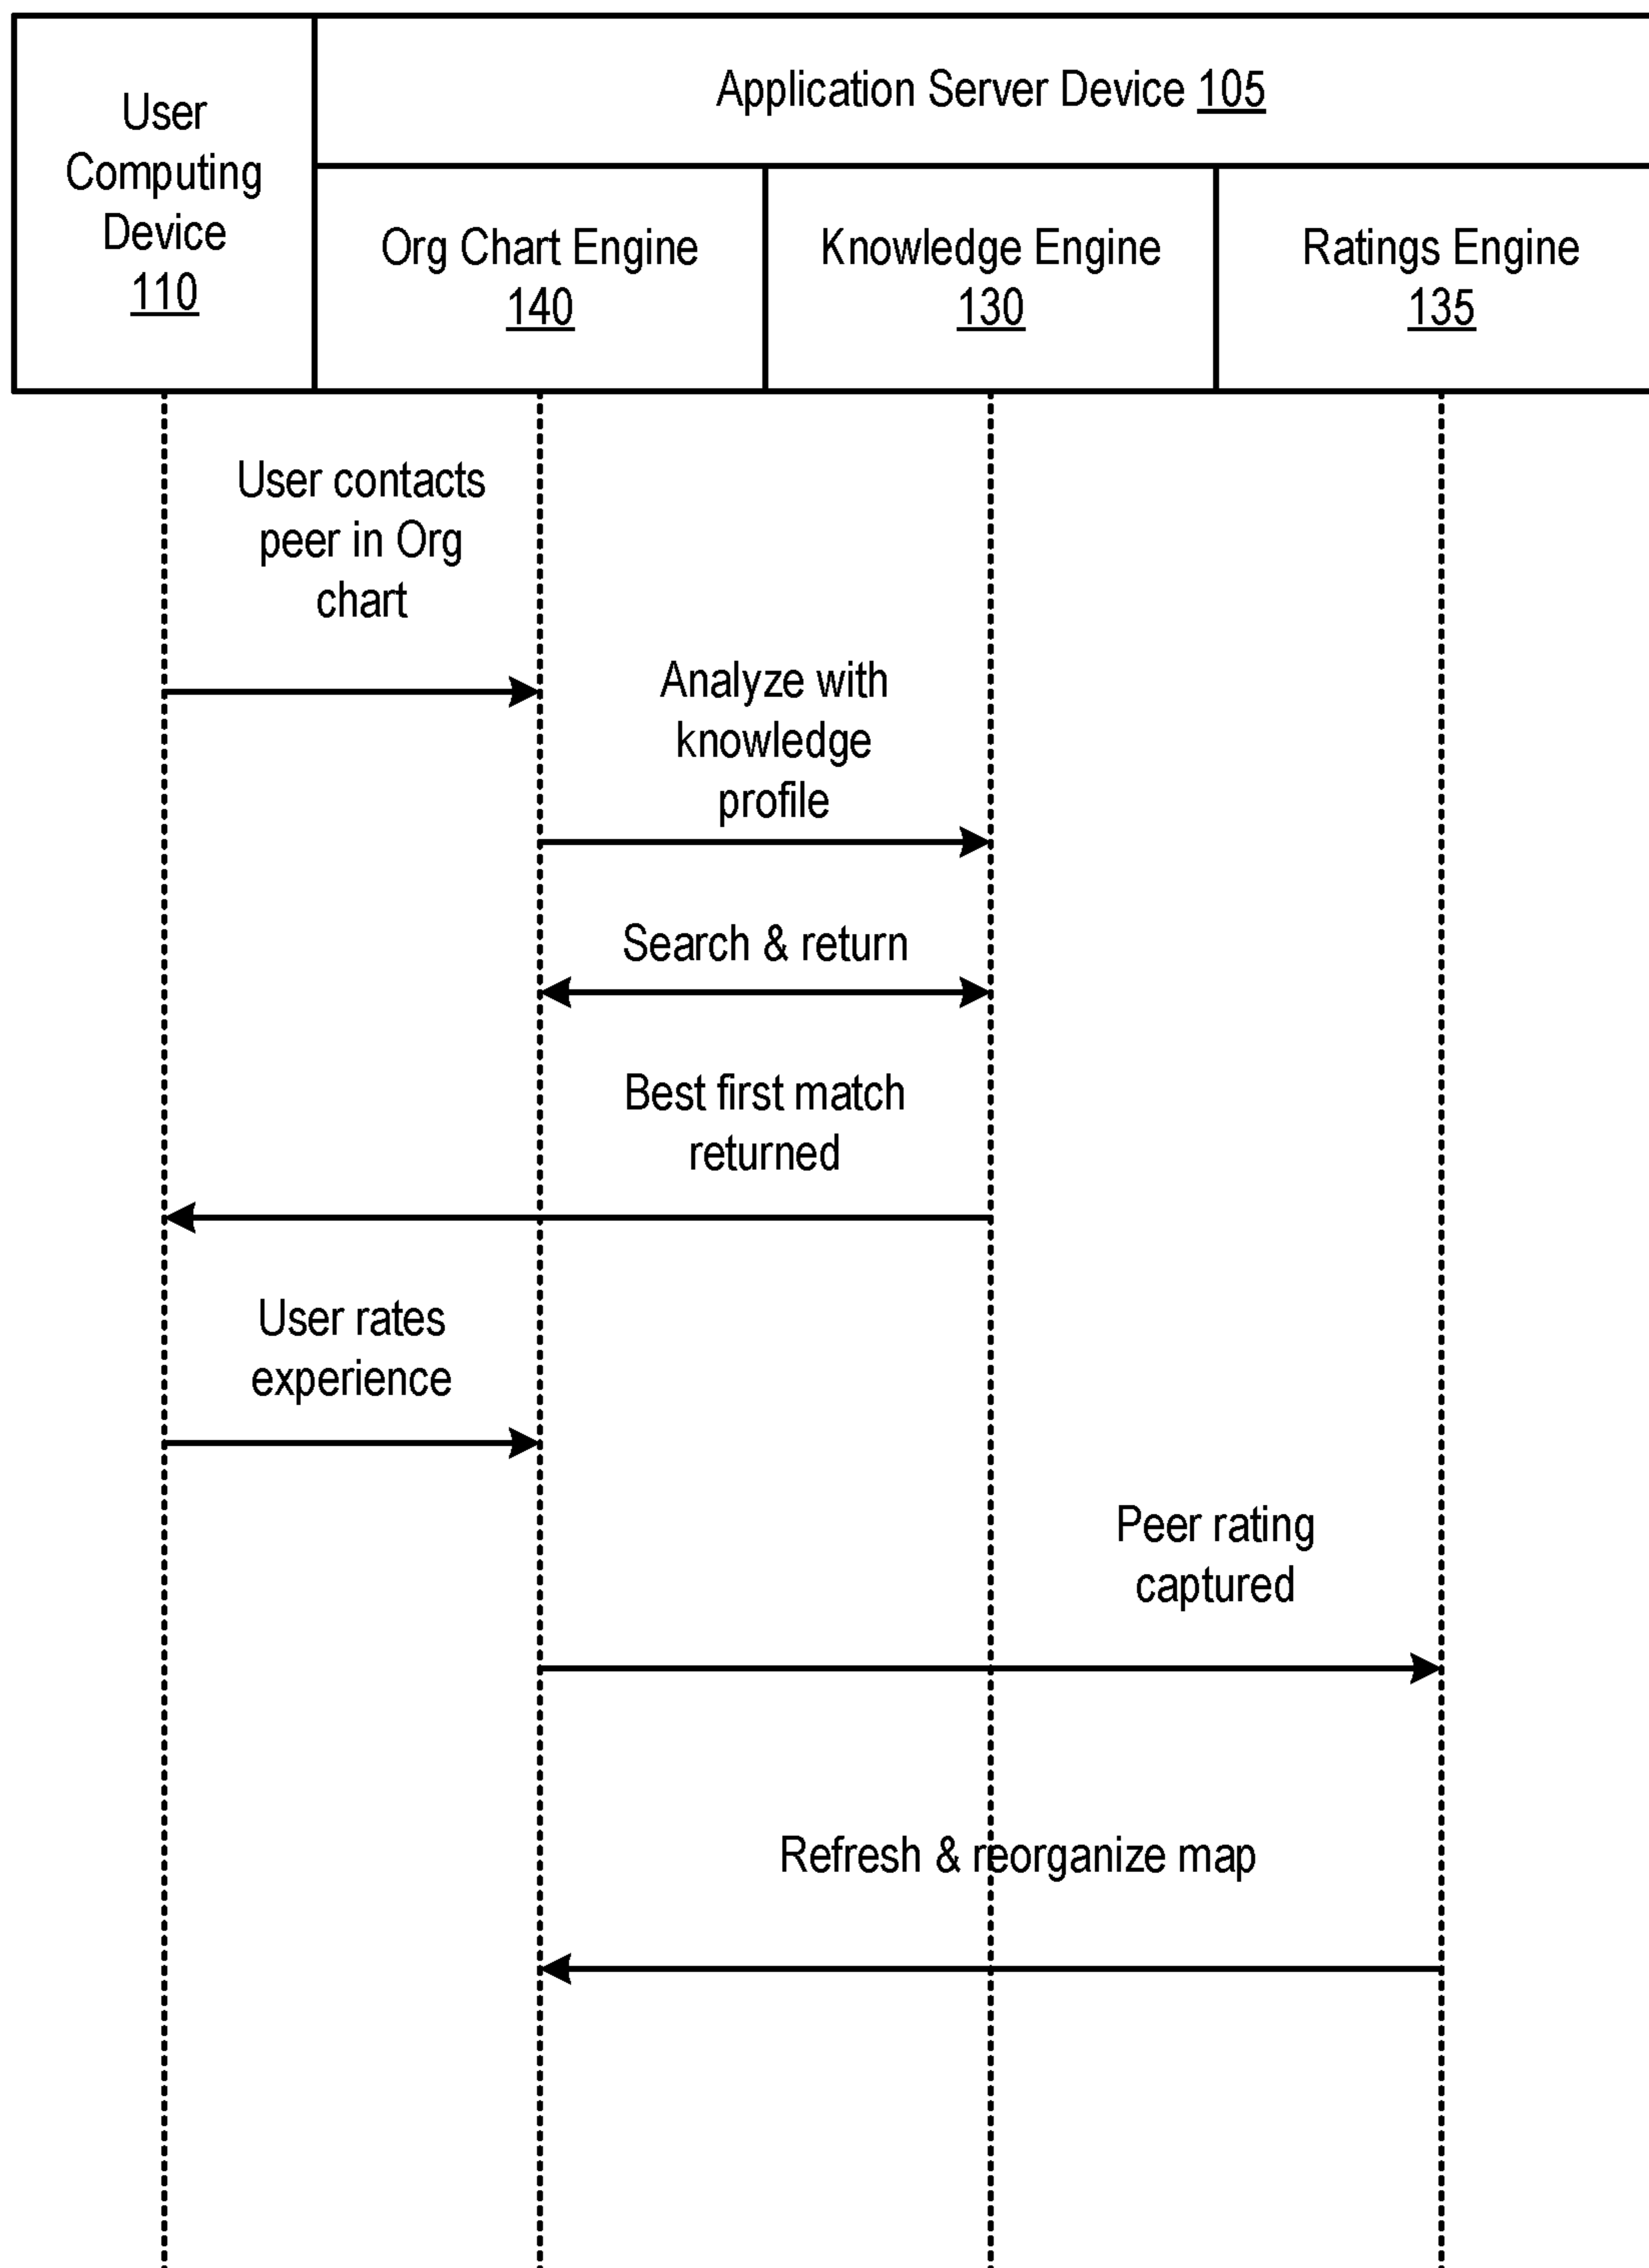 User
Computing
Device
110
Application Server Device 105
Org Chart Engine
140
Knowledge Engine
130
Ratings Engine
135
User contacts
peer in Org
chart
Analyze with
knowledge
profile
Search & return
Best first match
returned
User rates
experience
Peer rating
captured
Refresh & reorganize map